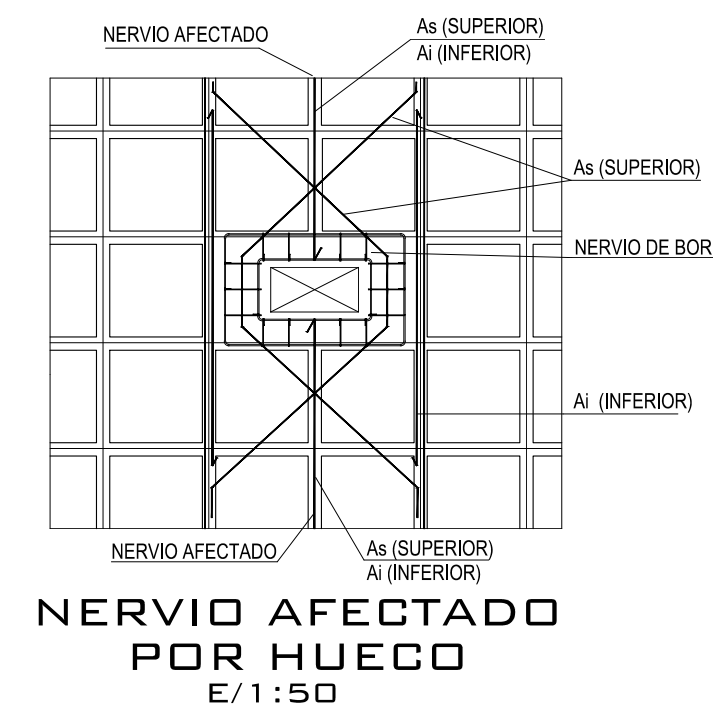 NERVIO AFECTADO
As (SUPERIOR)
Ai (INFERIOR)
As (SUPERIOR)
NERVIO DE BOR
Ai (INFERIOR)
NERVIO AFECTADO
As (SUPERIOR)
Ai (INFERIOR)
NERVIO AFECTADO
POR HUECO
E/1:50